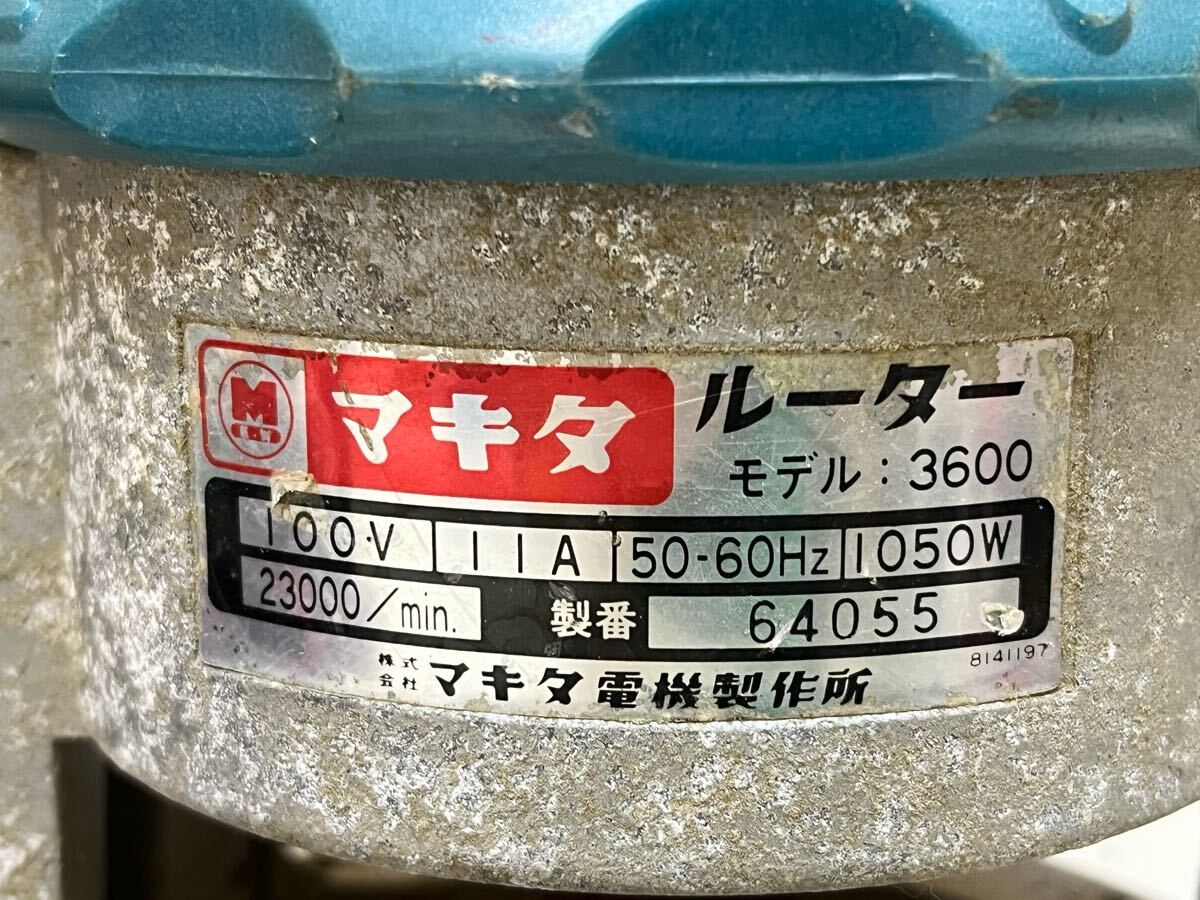 M
マキタ ルーター
モデル：3600
100V 11A 50-60Hz 1050W
23000/min. 製番 64055
8141197
株式会社 マキタ電機製作所